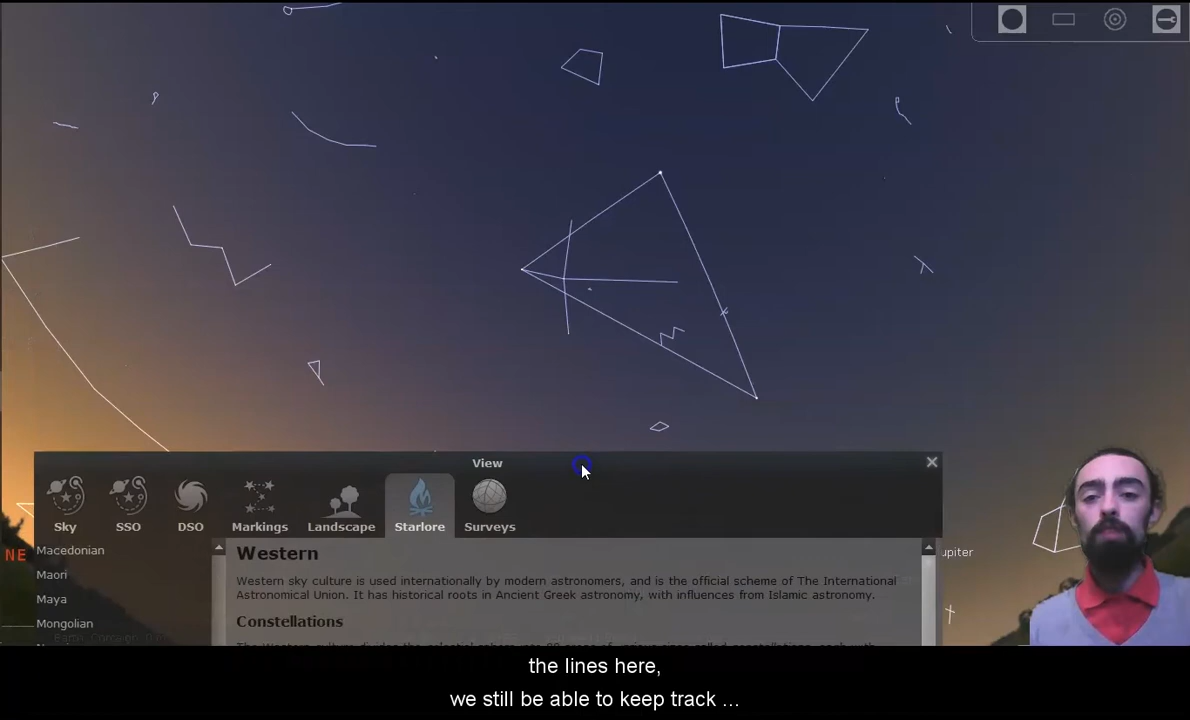 View
Sky SSO DSO Markings Landscape Starlore Surveys
NE
Macedonian
Maori
Maya
Mongolian
Western
Western sky culture is used internationally by modern astronomers, and is the official scheme of The International
Astronomical Union. It has historical roots in Ancient Greek astronomy, with influences from Islamic astronomy.
Constellations
upiter
the lines here,
we still be able to keep track ...